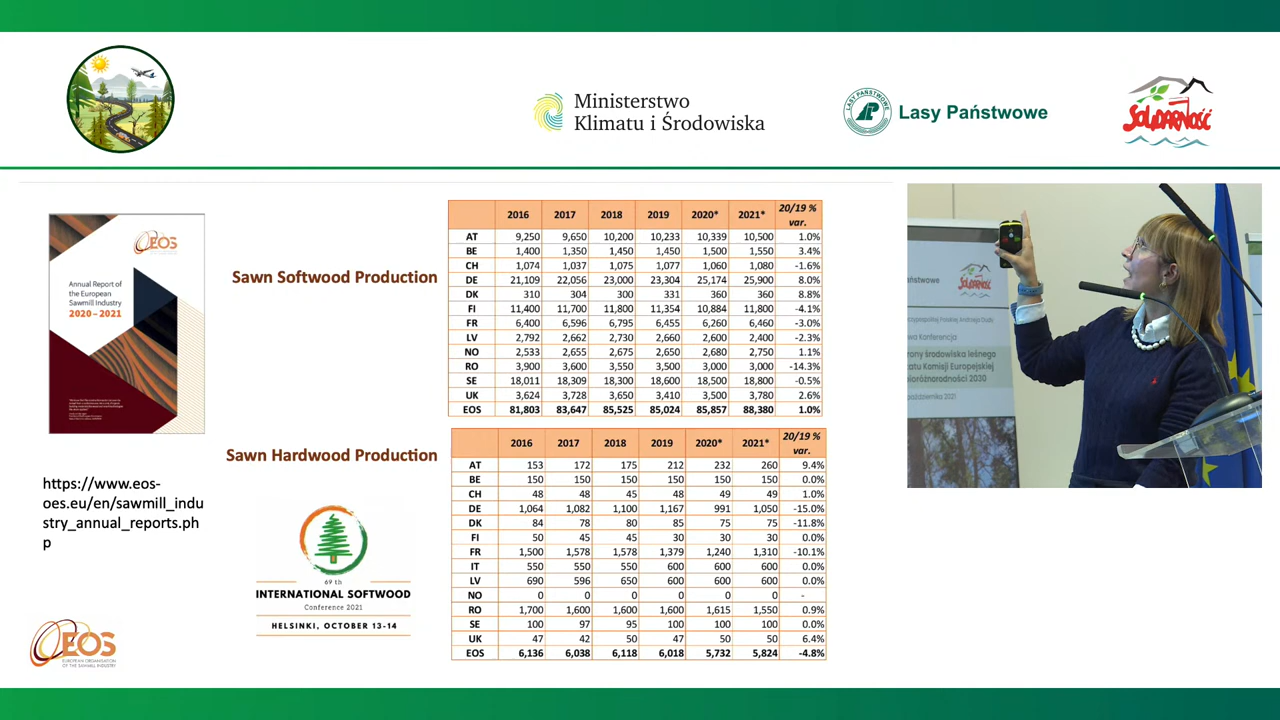 Ministerstwo
Klimatu i Środowiska
LASY PAŃSTWOWE
Lasy Państwowe
SOLIDARNOŚĆ
EOS
Annual Report of
the European
Sawmill Industry
2020 – 2021
Sawn Softwood Production
2016 2017 2018 2019 2020* 2021* 20/19 % var.
AT 9,250 9,650 10,200 10,233 10,339 10,500 1.0%
BE 1,400 1,350 1,450 1,450 1,500 1,550 3.4%
CH 1,074 1,037 1,075 1,077 1,060 1,080 -1.6%
DE 21,109 22,056 23,000 23,304 25,174 25,900 8.0%
DK 310 304 300 331 360 360 8.8%
FI 11,400 11,700 11,800 11,354 10,884 11,800 -4.1%
FR 6,400 6,596 6,795 6,455 6,260 6,460 -3.0%
LV 2,792 2,662 2,730 2,660 2,600 2,400 -2.3%
NO 2,533 2,655 2,675 2,650 2,680 2,750 1.1%
RO 3,900 3,600 3,550 3,500 3,000 3,000 -14.3%
SE 18,011 18,309 18,300 18,600 18,500 18,800 -0.5%
UK 3,624 3,728 3,650 3,410 3,500 3,780 2.6%
EOS 81,803 83,647 85,525 85,024 85,857 88,380 1.0%
Sawn Hardwood Production
2016 2017 2018 2019 2020* 2021* 20/19 % var.
AT 153 172 175 212 232 260 9.4%
BE 150 150 150 150 150 150 0.0%
CH 48 48 45 48 49 49 1.0%
DE 1,064 1,082 1,100 1,167 991 1,050 -15.0%
DK 84 78 80 85 75 75 -11.8%
FI 50 45 45 30 30 30 0.0%
FR 1,500 1,578 1,578 1,379 1,240 1,310 -10.1%
IT 550 550 550 600 600 600 0.0%
LV 690 596 650 600 600 600 0.0%
NO 0 0 0 0 0 0 -
RO 1,700 1,600 1,600 1,600 1,615 1,550 0.9%
SE 100 97 95 100 100 100 0.0%
UK 47 42 50 47 50 50 6.4%
EOS 6,136 6,038 6,118 6,018 5,732 5,824 -4.8%
https://www.eos-
oes.eu/en/sawmill_indu
stry_annual_reports.ph
p
69 th
INTERNATIONAL SOFTWOOD
Conference 2021
HELSINKI, OCTOBER 13-14
EOS
EUROPEAN ORGANISATION
OF THE SAWMILL INDUSTRY
SOLIDARNOŚĆ
Konferencja
środowiska leśnego
Komisji Europejskiej
bioróżnorodności 2030
października 2021